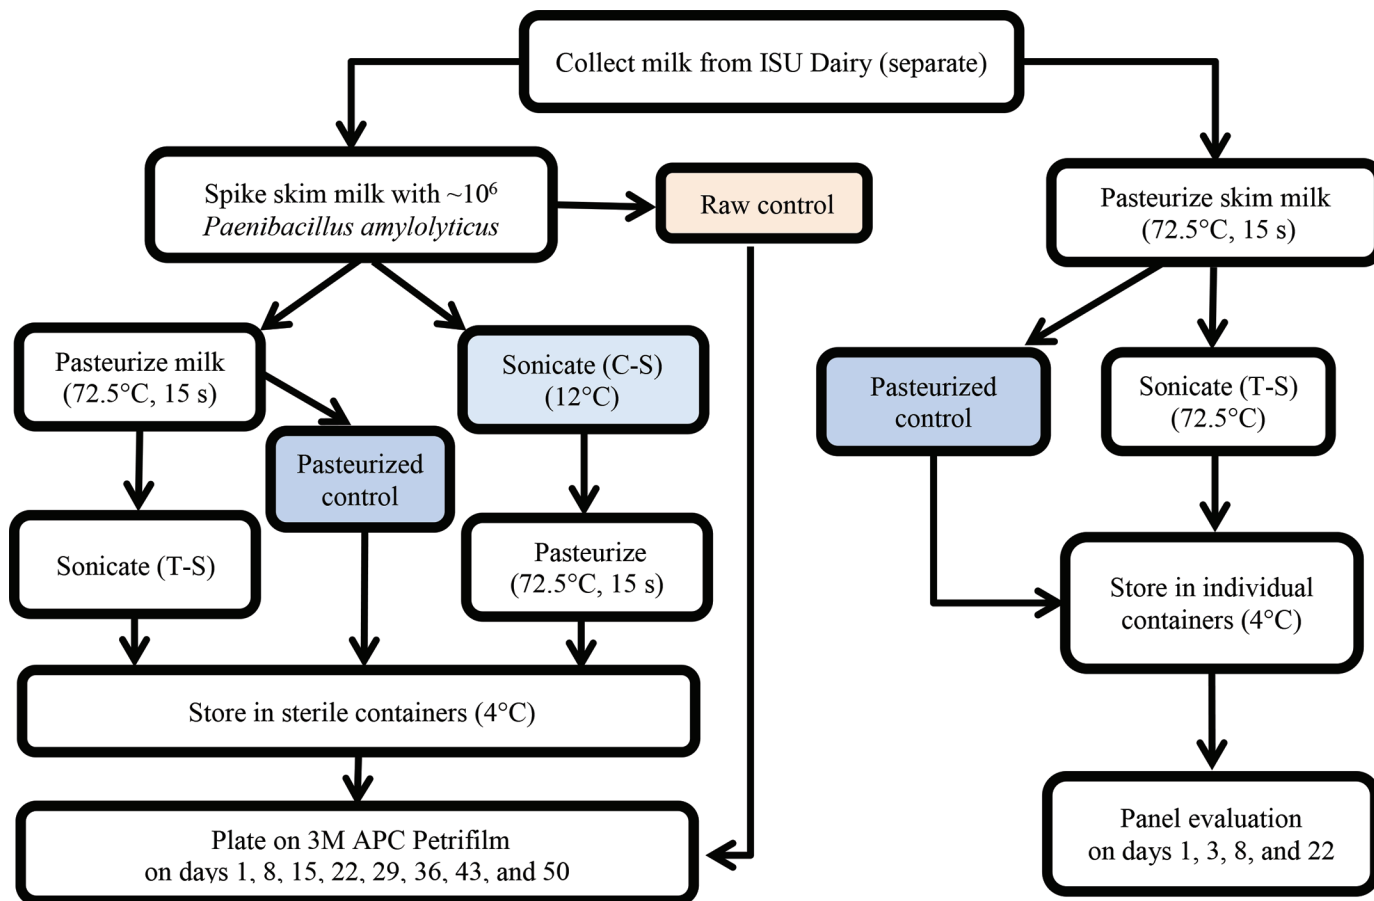 Collect milk from ISU Dairy (separate)
Spike skim milk with ~10⁶
Paenibacillus amylolyticus
Raw control
Pasteurize skim milk
(72.5°C, 15 s)
Pasteurize milk
(72.5°C, 15 s)
Sonicate (C-S)
(12°C)
Pasteurized
control
Sonicate (T-S)
(72.5°C)
Pasteurized
control
Sonicate (T-S)
Pasteurize
(72.5°C, 15 s)
Store in individual
containers (4°C)
Store in sterile containers (4°C)
Plate on 3M APC Petrifilm
on days 1, 8, 15, 22, 29, 36, 43, and 50
Panel evaluation
on days 1, 3, 8, and 22